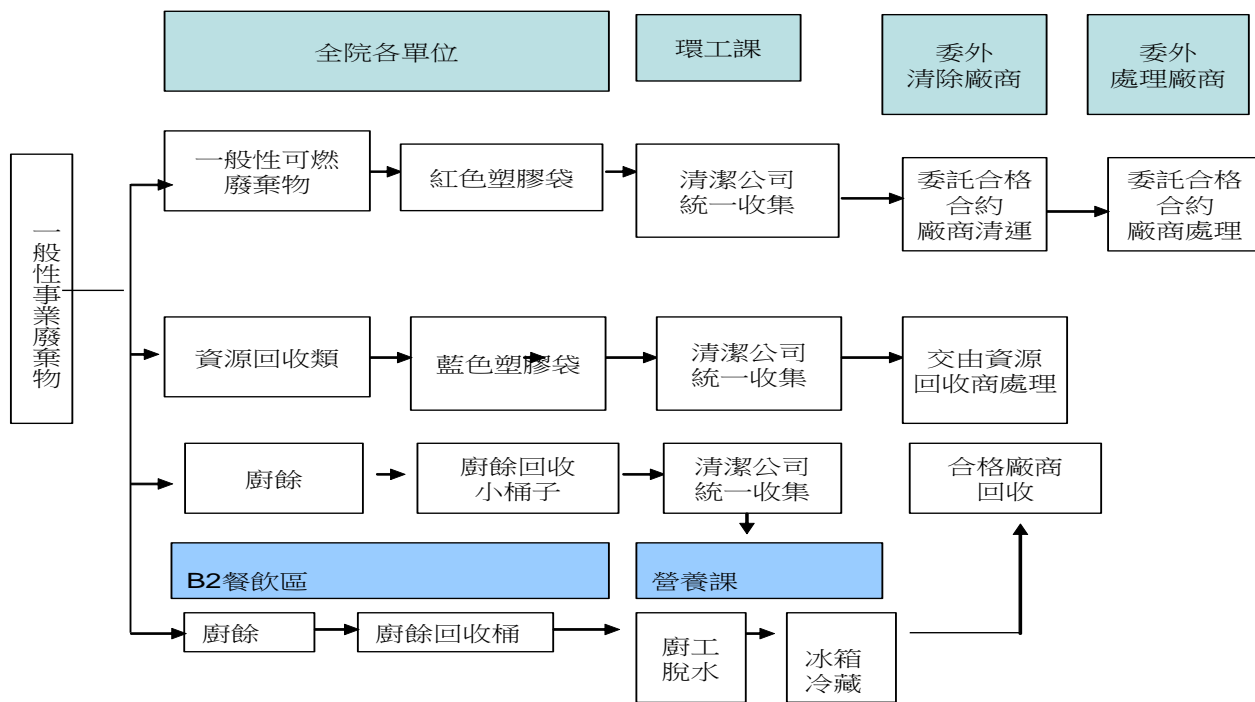 全院各單位
環工課
委外
清除廠商
委外
處理廠商
一般性事業廢棄物
一般性可燃
廢棄物
紅色塑膠袋
清潔公司
統一收集
委託合格
合約
廠商清運
委託合格
合約
廠商處理
資源回收類
藍色塑膠袋
清潔公司
統一收集
交由資源
回收商處理
廚餘
廚餘回收
小桶子
清潔公司
統一收集
合格廠商
回收
B2餐飲區
營養課
廚餘
廚餘回收桶
廚工
脫水
冰箱
冷藏